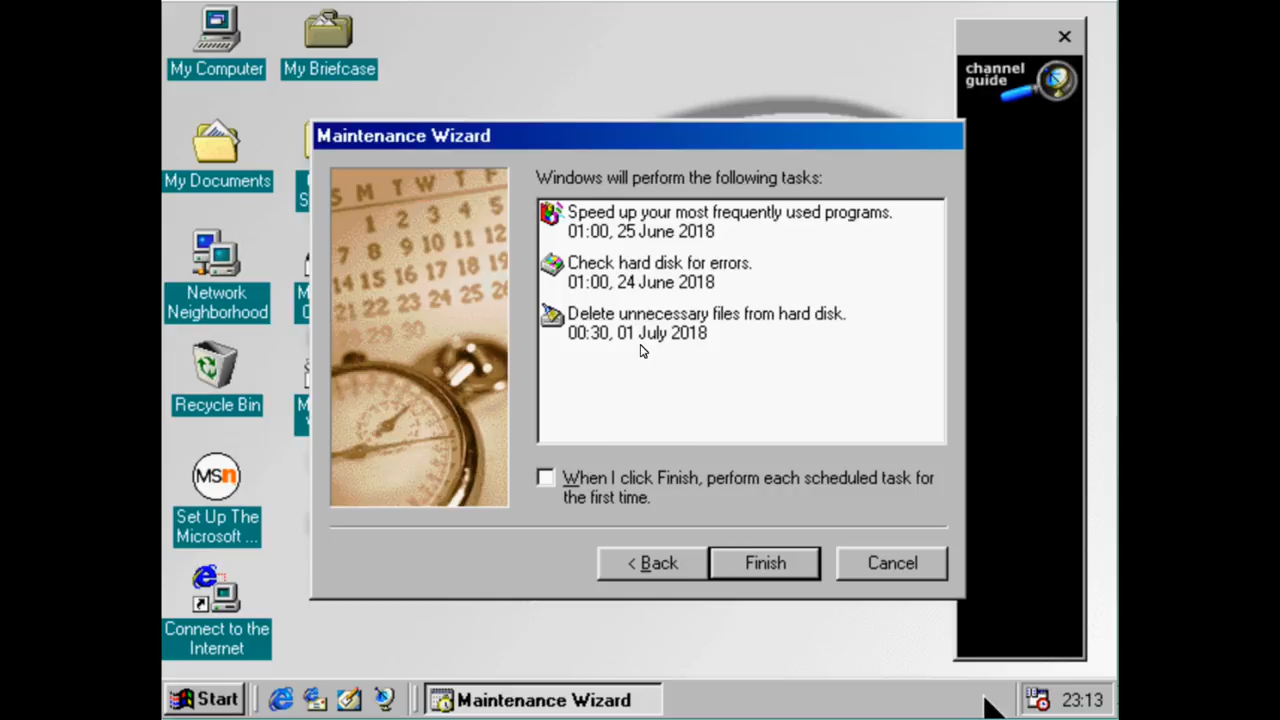 My Computer
My Briefcase
channel
guide
Maintenance Wizard
My Documents
S M T W T F
1 2 3 4 5
7 8 9 10 11 12
14 15 16 17 18 19
21 22 23 24 25 26
28 29 30
Windows will perform the following tasks:
Speed up your most frequently used programs.
01:00, 25 June 2018
Check hard disk for errors.
01:00, 24 June 2018
Delete unnecessary files from hard disk.
00:30, 01 July 2018
Network
Neighborhood
Recycle Bin
MSn
Set Up The
Microsoft ...
When I click Finish, perform each scheduled task for
the first time.
< Back
Finish
Cancel
Connect to the
Internet
Start
Maintenance Wizard
23:13